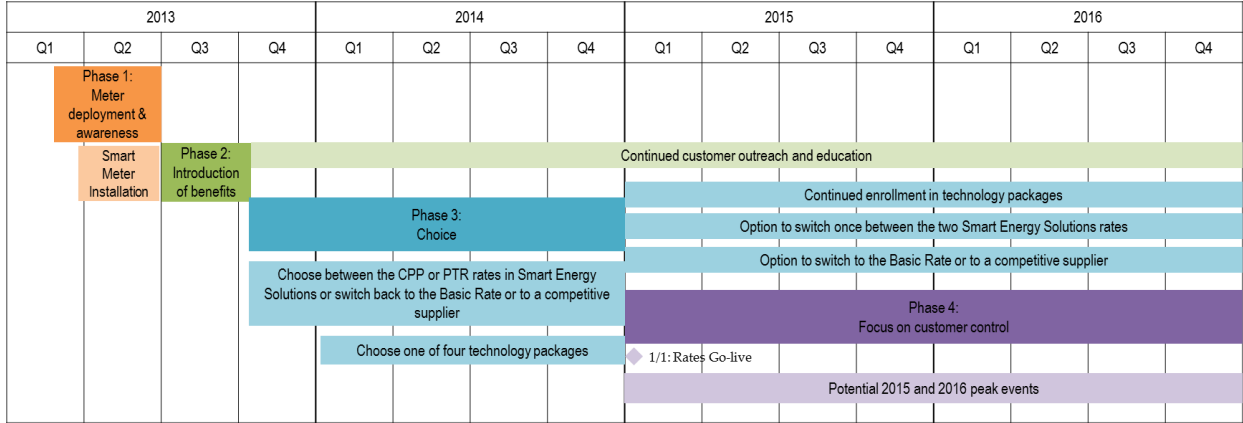 2013 2014 2015 2016
Q1 Q2 Q3 Q4 Q1 Q2 Q3 Q4 Q1 Q2 Q3 Q4 Q1 Q2 Q3 Q4
Phase 1:
Meter
deployment &
awareness
Smart
Meter
Installation
Phase 2:
Introduction
of benefits
Continued customer outreach and education
Continued enrollment in technology packages
Phase 3:
Choice
Option to switch once between the two Smart Energy Solutions rates
Option to switch to the Basic Rate or to a competitive supplier
Choose between the CPP or PTR rates in Smart Energy
Solutions or switch back to the Basic Rate or to a competitive
supplier
Phase 4:
Focus on customer control
Choose one of four technology packages
1/1: Rates Go-live
Potential 2015 and 2016 peak events